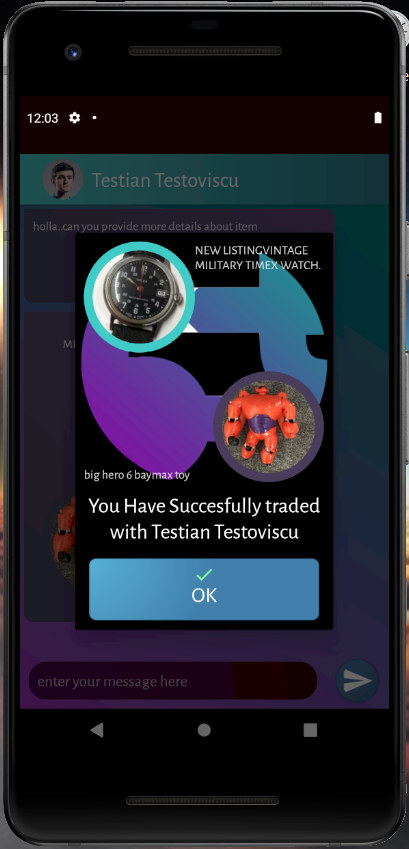 12:03
Testian Testoviscu
holla..can you provide more details about item
NEW LISTINGVINTAGE
MILITARY TIMEX WATCH.
big hero 6 baymax toy
You Have Succesfully traded
with Testian Testoviscu
OK
enter your message here